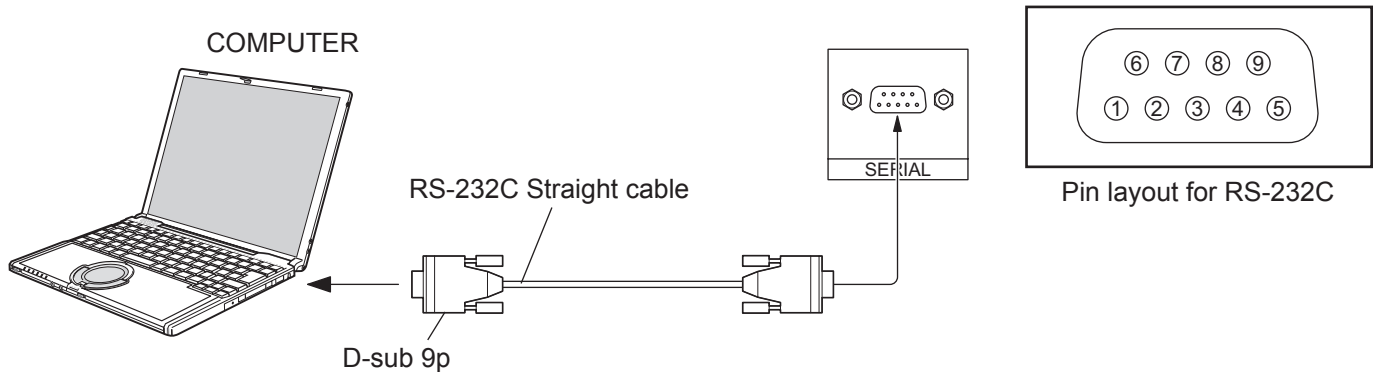 COMPUTER
RS-232C Straight cable
D-sub 9p
SERIAL
6 7 8 9
1 2 3 4 5
Pin layout for RS-232C